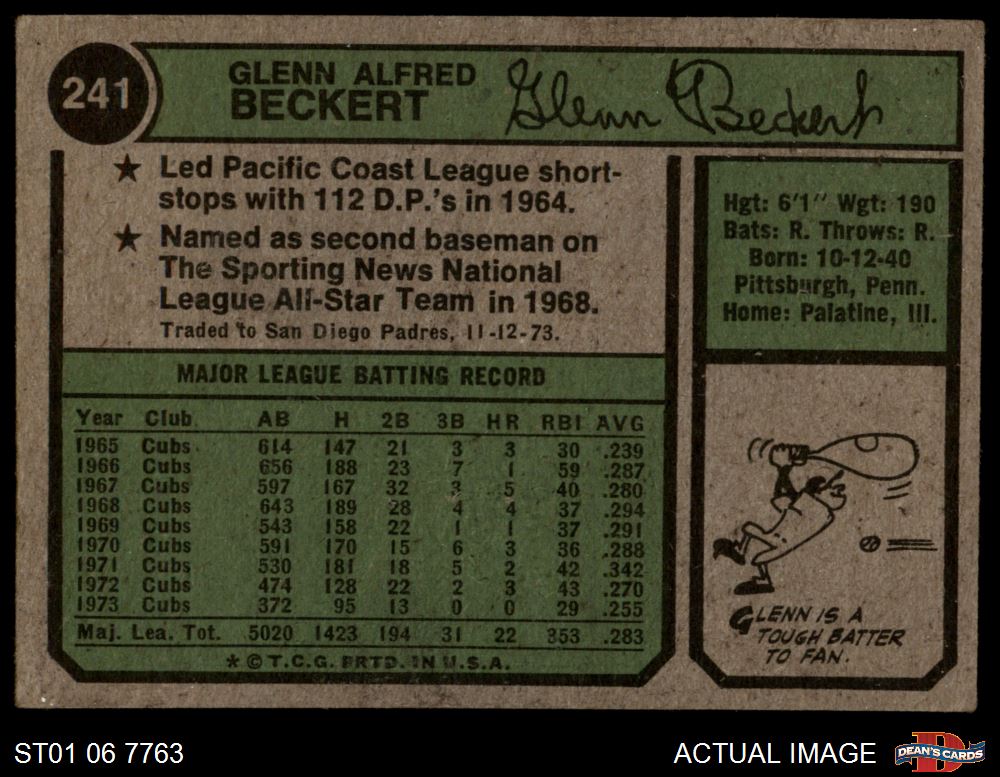 241
GLENN ALFRED
BECKERT
Glenn Beckert
★ Led Pacific Coast League short-
stops with 112 D.P.'s in 1964.
★ Named as second baseman on
The Sporting News National
League All-Star Team in 1968.
Traded to San Diego Padres, 11-12-73.
Hgt: 6'1" Wgt: 190
Bats: R. Throws: R.
Born: 10-12-40
Pittsburgh, Penn.
Home: Palatine, Ill.
MAJOR LEAGUE BATTING RECORD
Year Club AB H 2B 3B HR RBI AVG
1965 Cubs 614 147 21 3 3 30 .239
1966 Cubs 656 188 23 7 1 59 .287
1967 Cubs 597 167 32 3 5 40 .280
1968 Cubs 643 189 28 4 4 37 .294
1969 Cubs 543 158 22 1 1 37 .291
1970 Cubs 591 170 15 6 3 36 .288
1971 Cubs 530 181 18 5 2 42 .342
1972 Cubs 474 128 22 2 3 43 .270
1973 Cubs 372 95 13 0 0 29 .255
Maj. Lea. Tot. 5020 1423 194 31 22 353 .283
* © T.C.G. PRTD. IN U.S.A.
GLENN IS A
TOUGH BATTER
TO FAN.
ST01 06 7763
ACTUAL IMAGE
D
DEAN'S CARDS